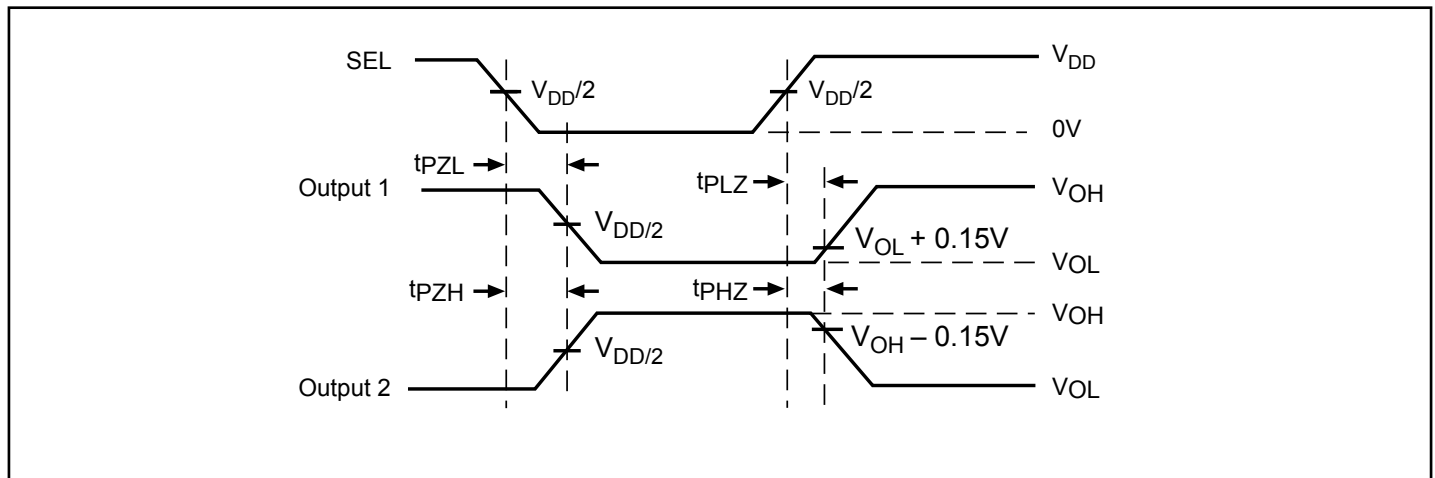 SEL
VDD/2
VDD/2
VDD
0V
tPZL
tPLZ
Output 1
VDD/2
VOL + 0.15V
VOH
VOL
tPZH
tPHZ
VOH
VDD/2
VOH – 0.15V
Output 2
VOL